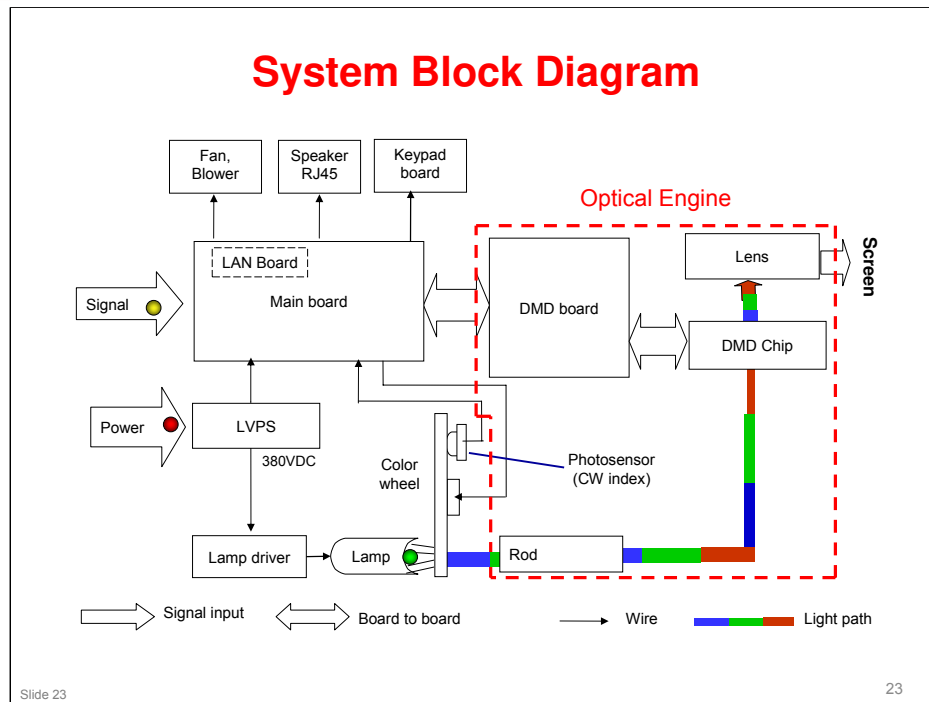 System Block Diagram
Fan,
Blower
Speaker
RJ45
Keypad
board
Optical Engine
LAN Board
Main board
Signal
DMD board
Lens
Screen
DMD Chip
Power
LVPS
380VDC
Color
wheel
Photosensor
(CW index)
Lamp driver
Lamp
Rod
Signal input
Board to board
Wire
Light path
Slide 23
23